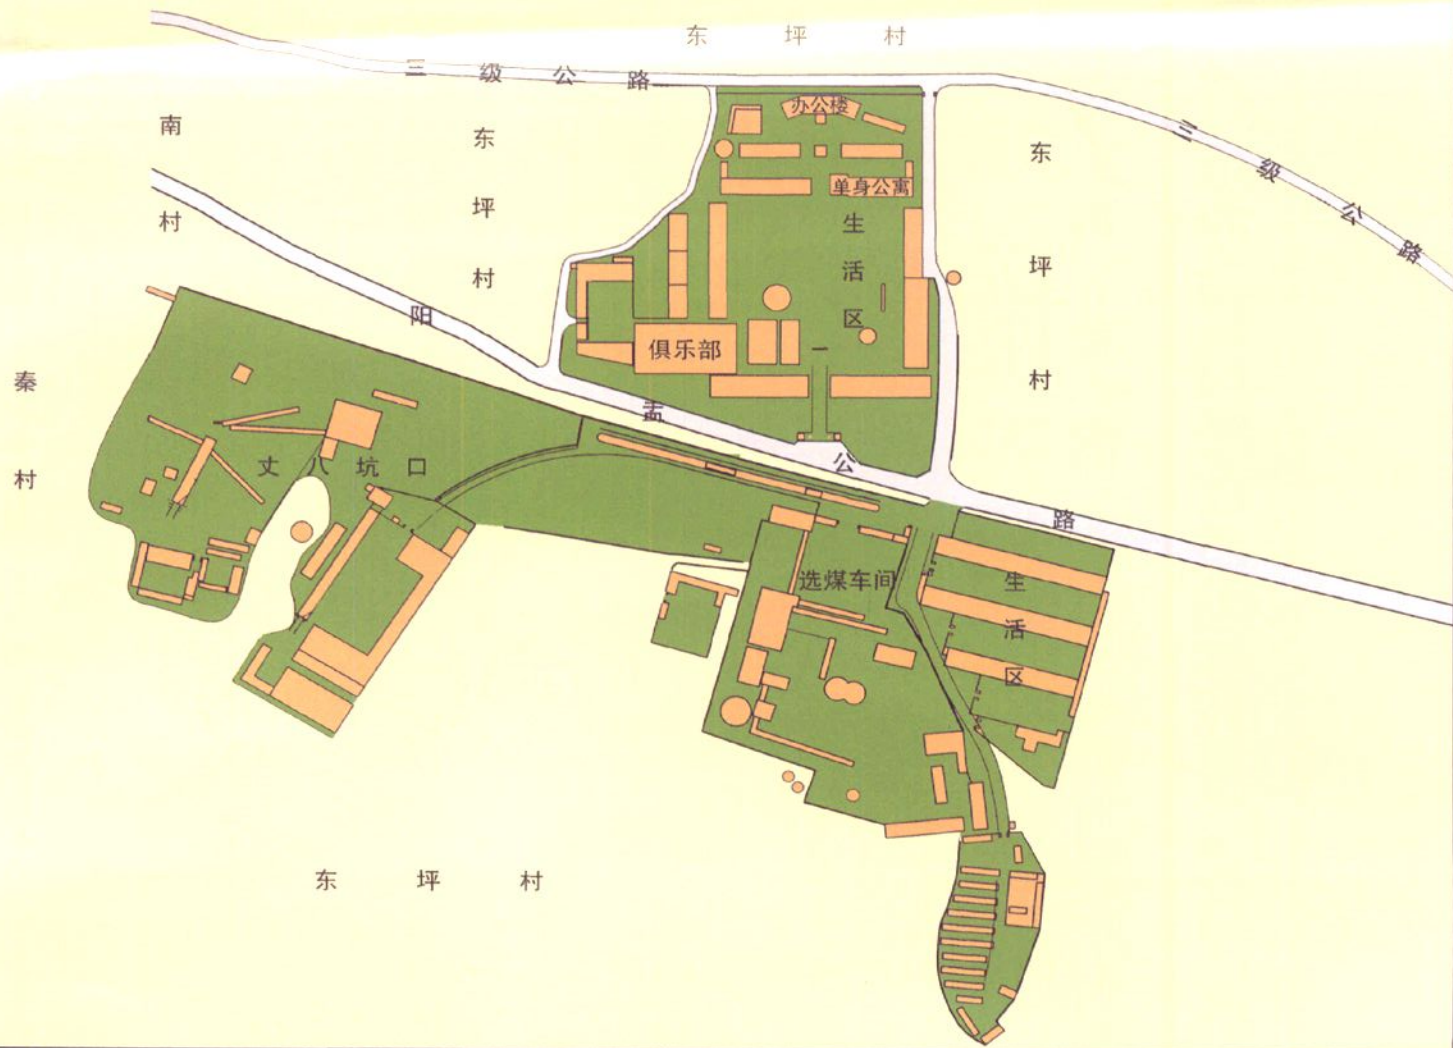 东坪村
三级公路
办公楼
南村
东坪村
东坪村
三级公路
单身公寓
生活区
阳盂公路
俱乐部
秦村
丈八坑口
选煤车间
生活区
东坪村